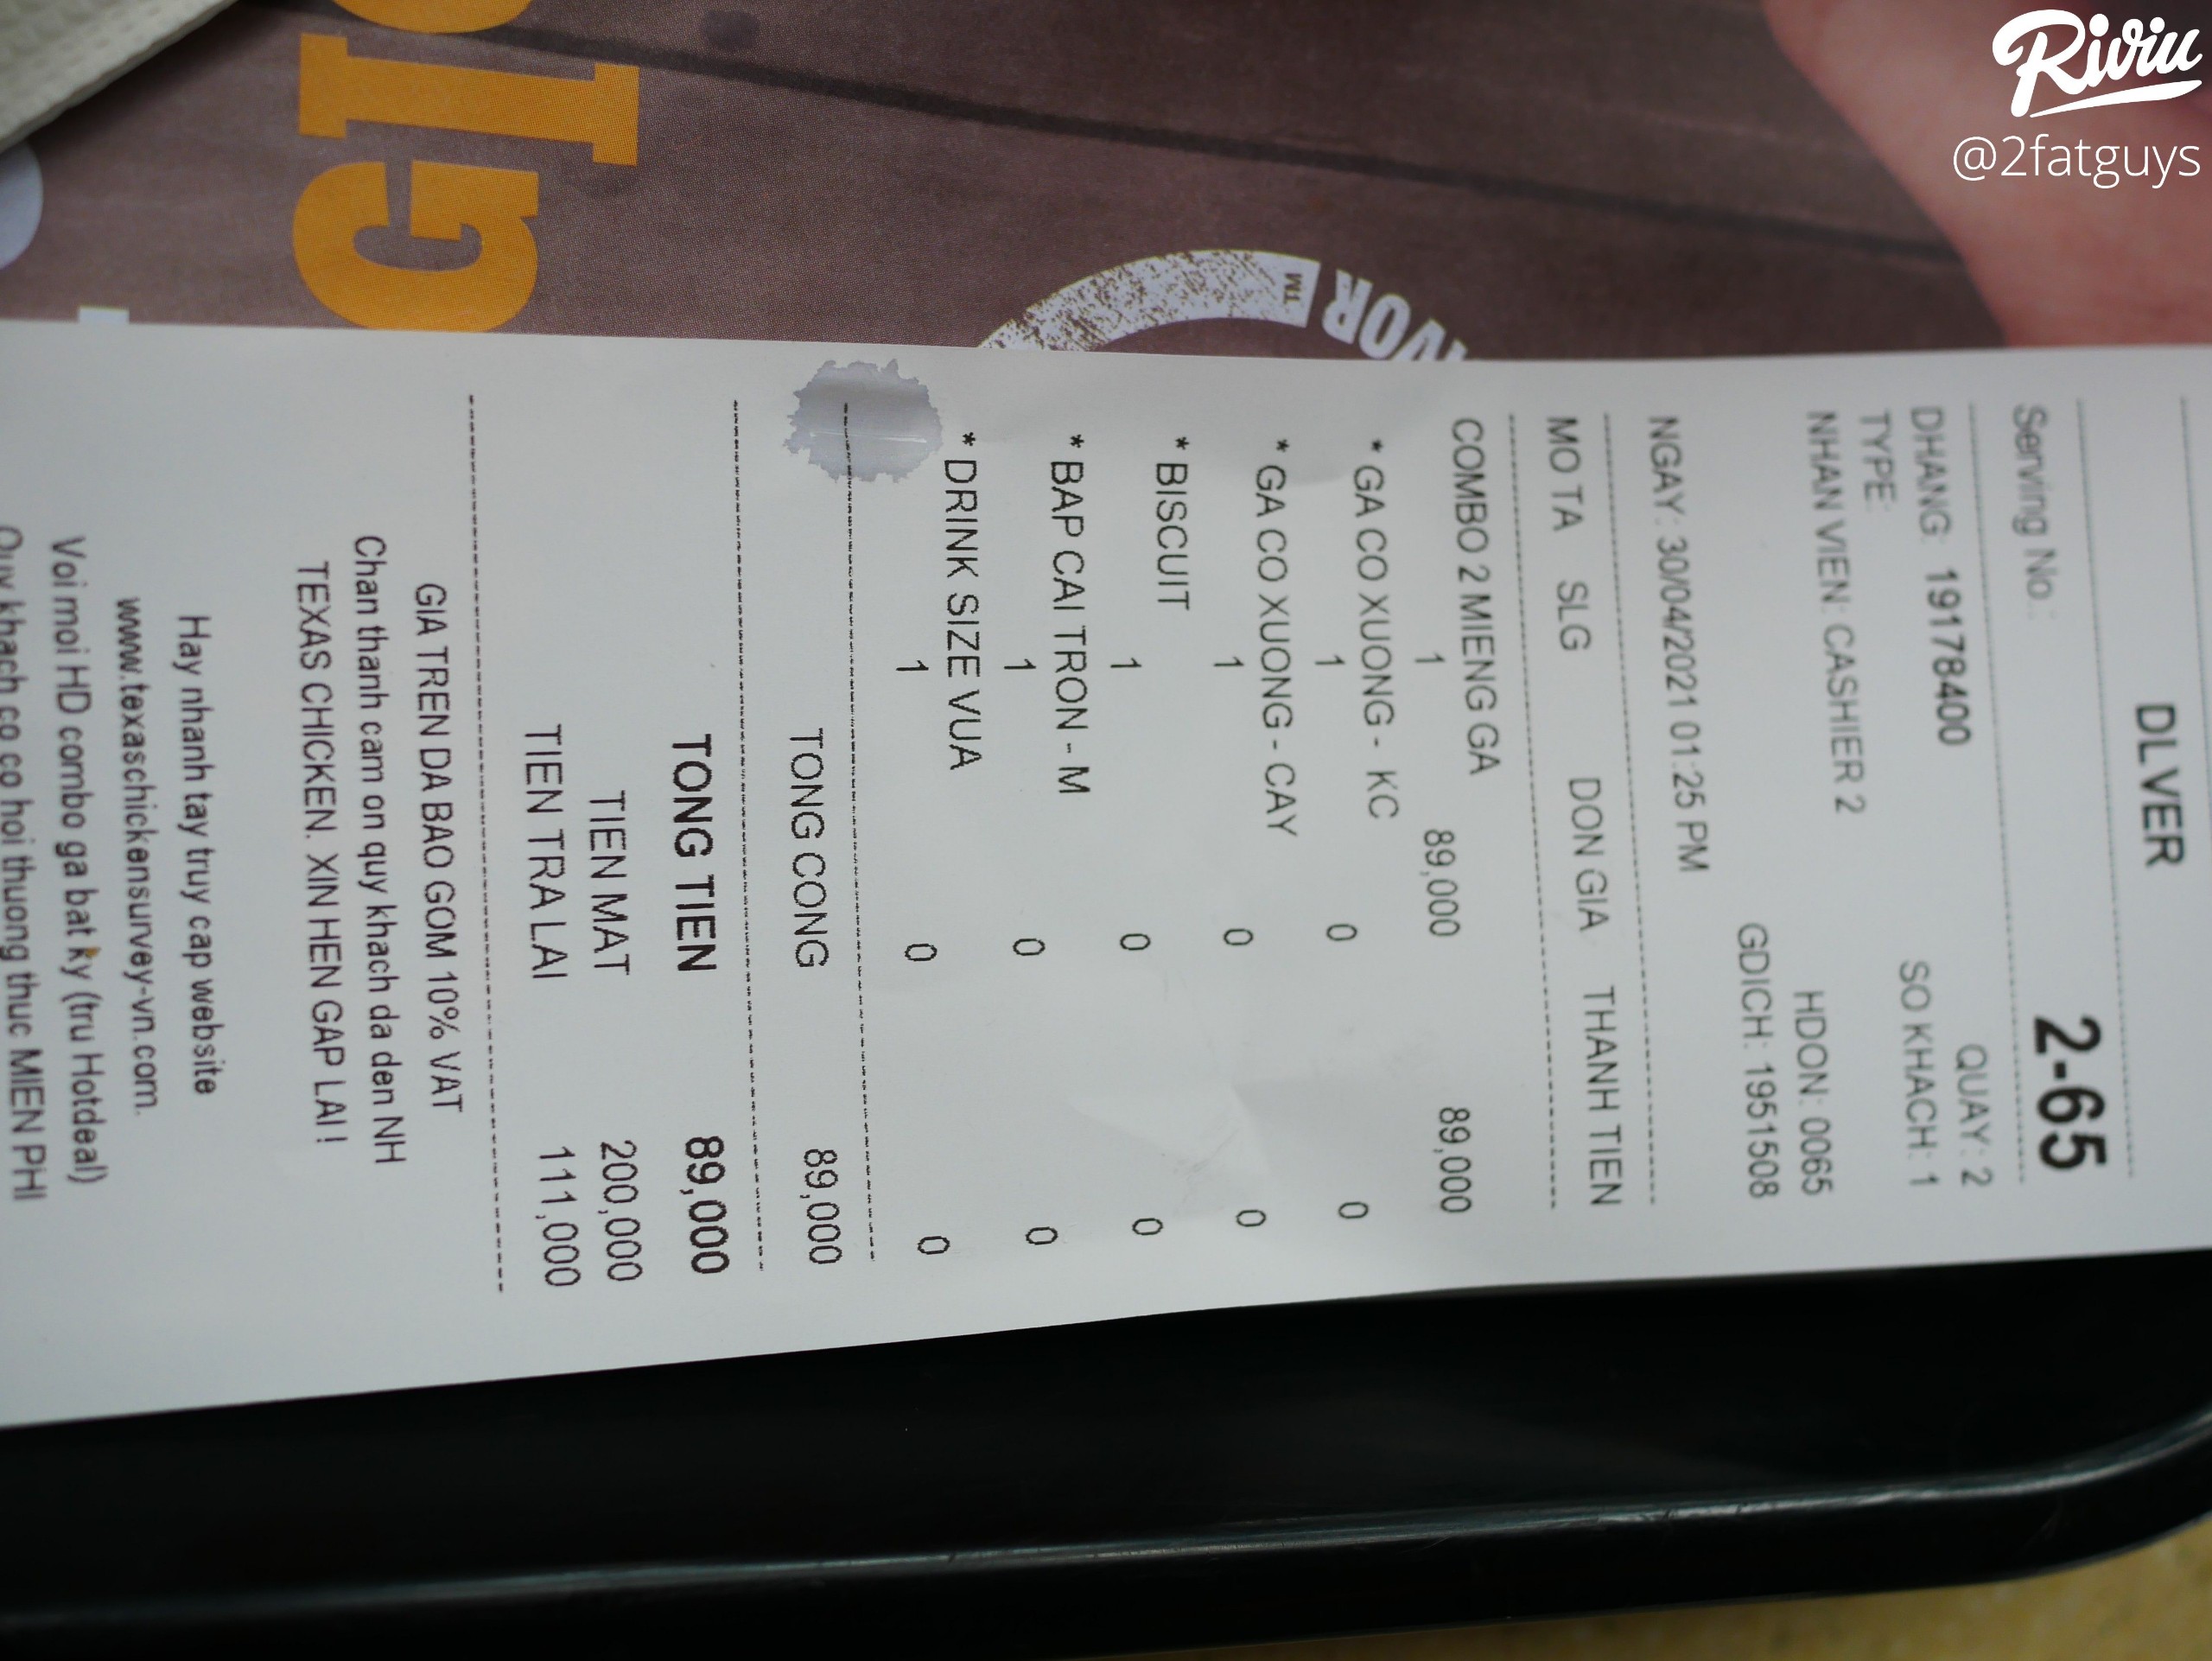 Riviu
@2fatguys
GI
VOR TM
DLVER
Serving No.: 2-65
DHANG: 19178400 QUAY: 2
TYPE: SO KHACH: 1
NHAN VIEN: CASHIER 2 HDON: 0065
GDICH: 1951508
NGAY: 30/04/2021 01:25 PM
MO TA SLG DON GIA THANH TIEN
COMBO 2 MIENG GA
1 89,000 89,000
* GA CO XUONG - KC
1 0 0
* GA CO XUONG - CAY
1 0 0
* BISCUIT
1 0 0
* BAP CAI TRON - M
1 0 0
* DRINK SIZE VUA
1 0 0
TONG CONG 89,000
TONG TIEN 89,000
TIEN MAT 200,000
TIEN TRA LAI 111,000
GIA TREN DA BAO GOM 10% VAT
Chan thanh cam on quy khach da den NH
TEXAS CHICKEN. XIN HEN GAP LAI !
Hay nhanh tay truy cap website
www.texaschickensurvey-vn.com.
Voi moi HD combo ga bat ky (tru Hotdeal)
Quy khach co co hoi thuong thuc MIEN PHI